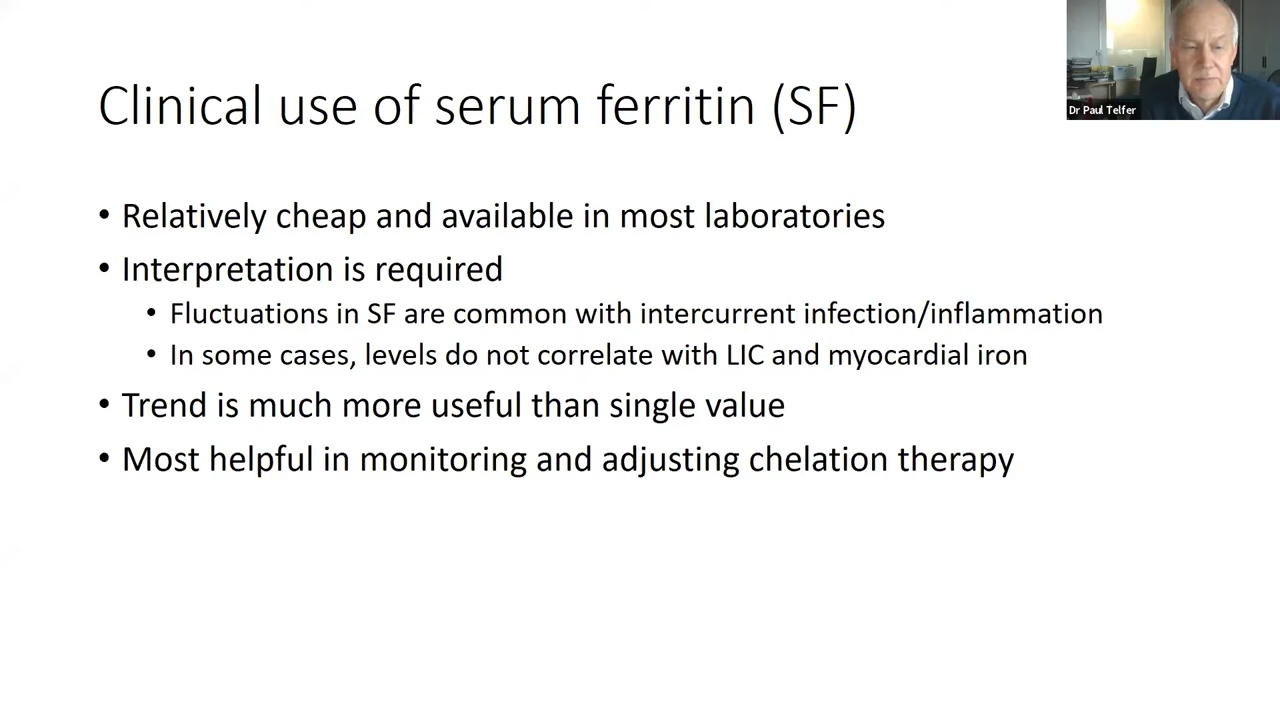 Clinical use of serum ferritin (SF)
Dr Paul Telfer
• Relatively cheap and available in most laboratories
• Interpretation is required
• Fluctuations in SF are common with intercurrent infection/inflammation
• In some cases, levels do not correlate with LIC and myocardial iron
• Trend is much more useful than single value
• Most helpful in monitoring and adjusting chelation therapy